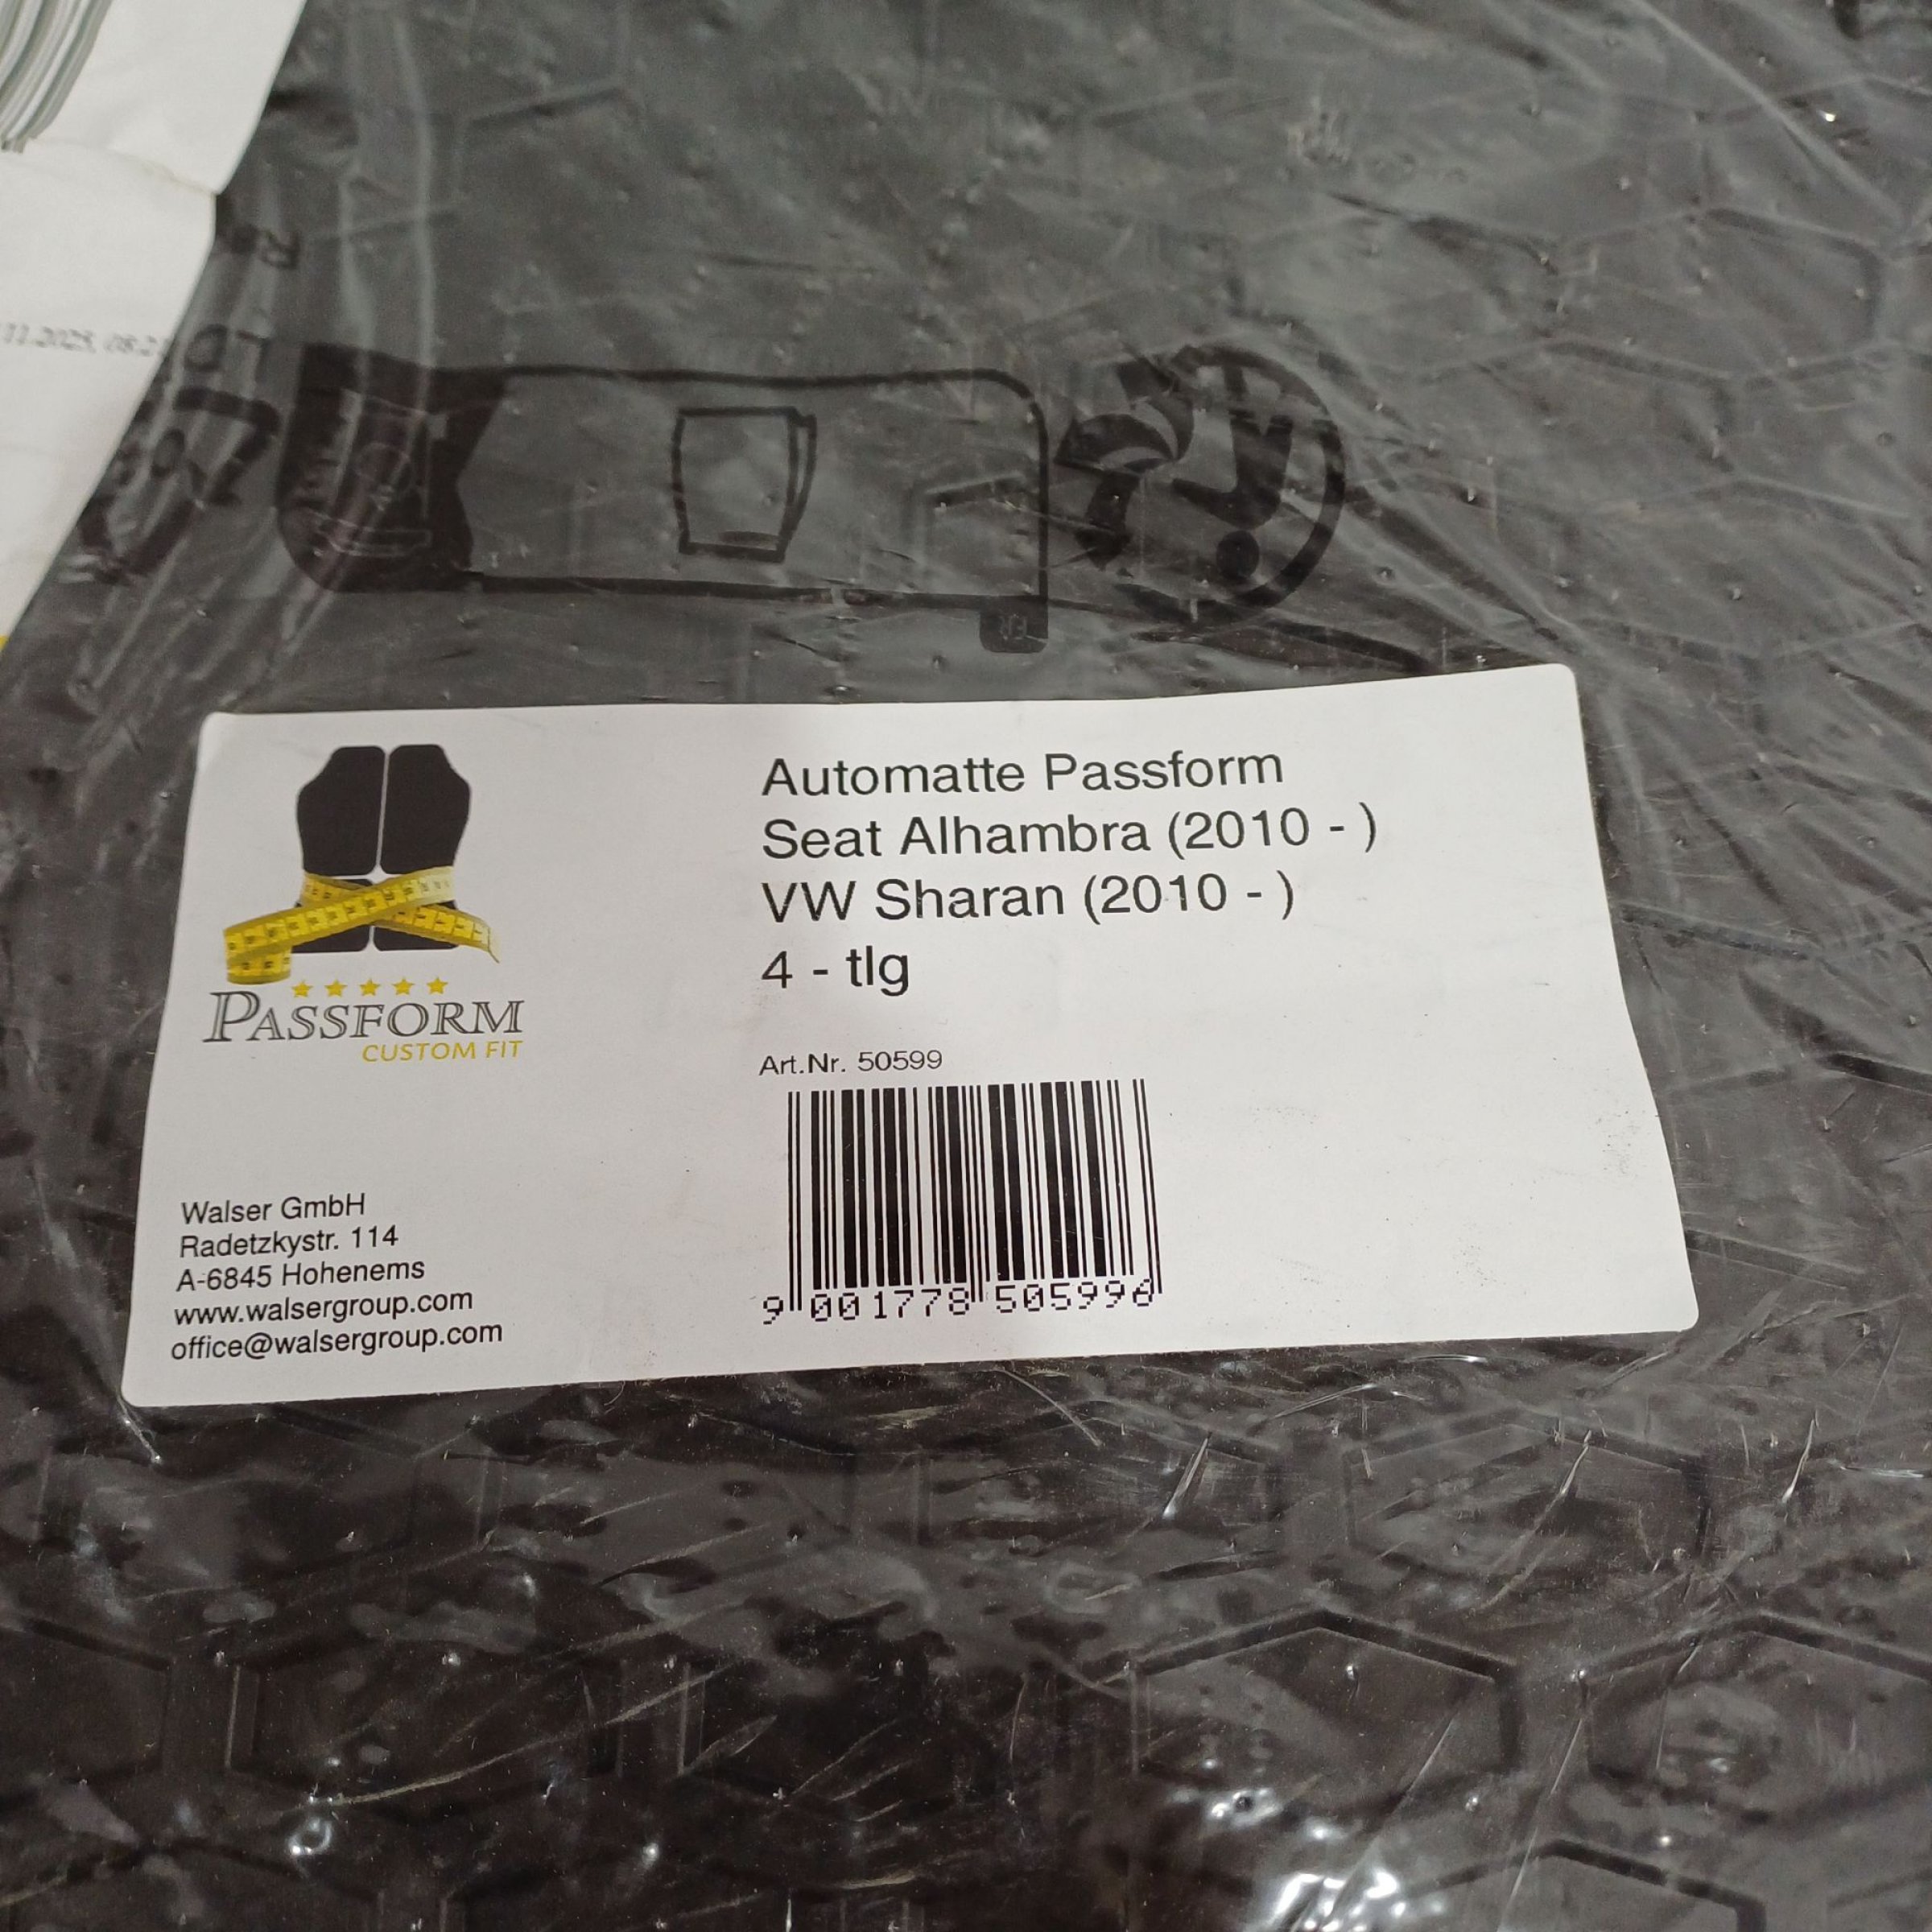 Automatte Passform
Seat Alhambra (2010 - )
VW Sharan (2010 - )
4 - tlg
PASSFORM
CUSTOM FIT
Art.Nr. 50599
9 001778 505996
Walser GmbH
Radetzkystr. 114
A-6845 Hohenems
www.walsergroup.com
office@walsergroup.com
FR